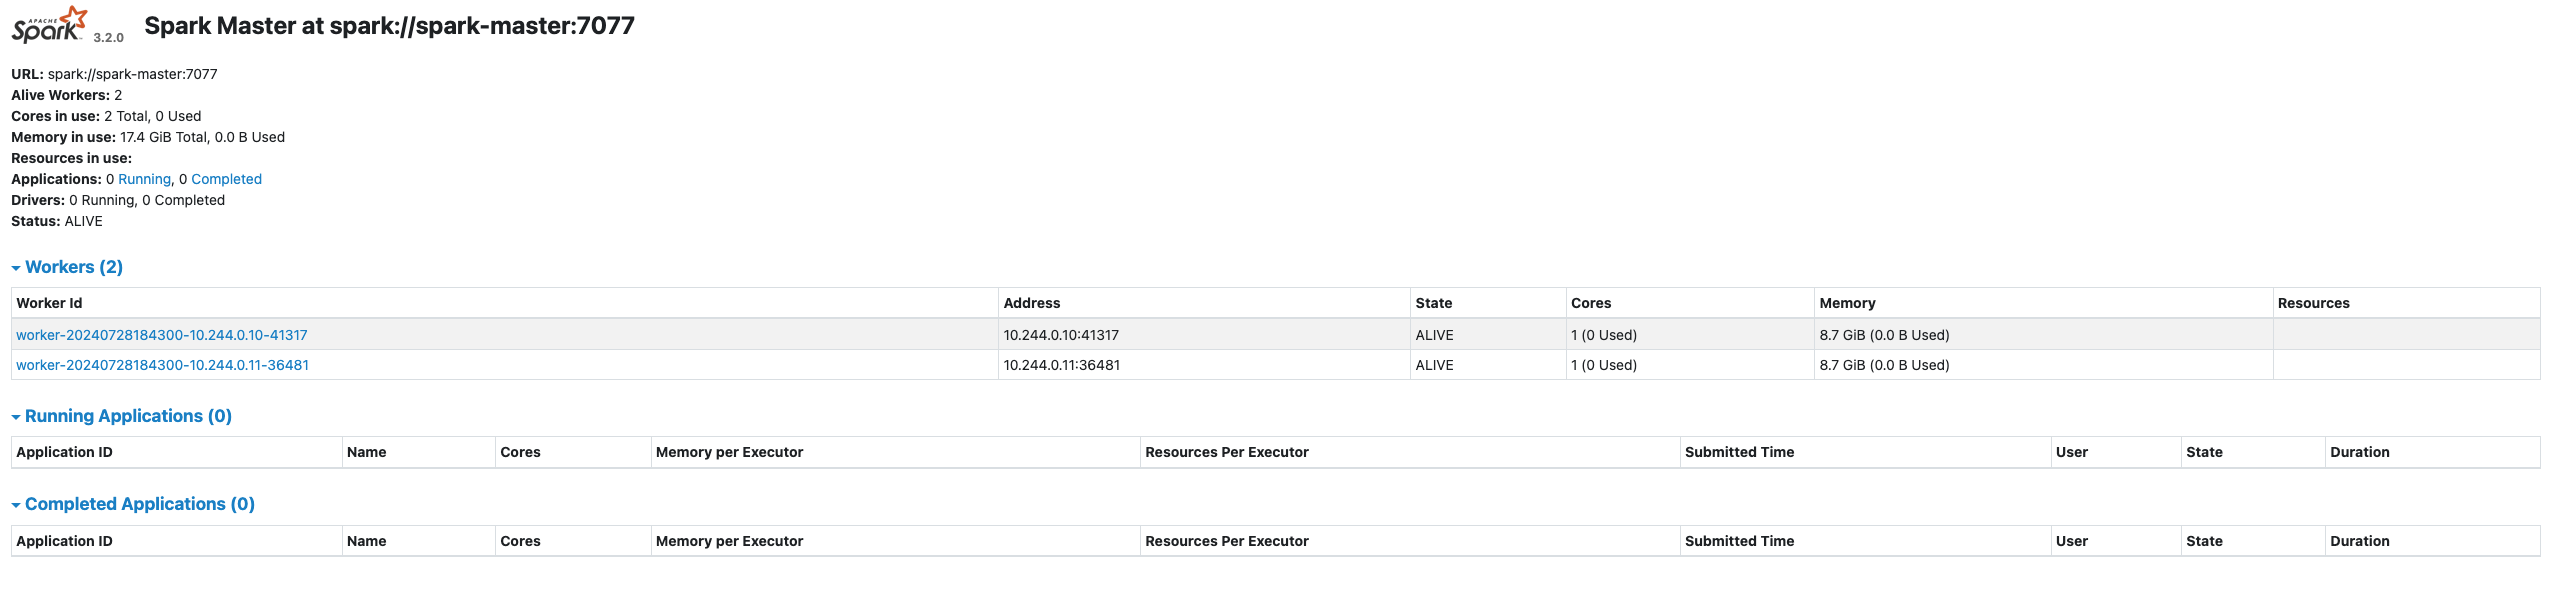 APACHE Spark 3.2.0 Spark Master at spark://spark-master:7077
URL: spark://spark-master:7077
Alive Workers: 2
Cores in use: 2 Total, 0 Used
Memory in use: 17.4 GiB Total, 0.0 B Used
Resources in use:
Applications: 0 Running, 0 Completed
Drivers: 0 Running, 0 Completed
Status: ALIVE
Workers (2)
Worker Id Address State Cores Memory Resources
worker-20240728184300-10.244.0.10-41317 10.244.0.10:41317 ALIVE 1 (0 Used) 8.7 GiB (0.0 B Used)
worker-20240728184300-10.244.0.11-36481 10.244.0.11:36481 ALIVE 1 (0 Used) 8.7 GiB (0.0 B Used)
Running Applications (0)
Application ID Name Cores Memory per Executor Resources Per Executor Submitted Time User State Duration
Completed Applications (0)
Application ID Name Cores Memory per Executor Resources Per Executor Submitted Time User State Duration